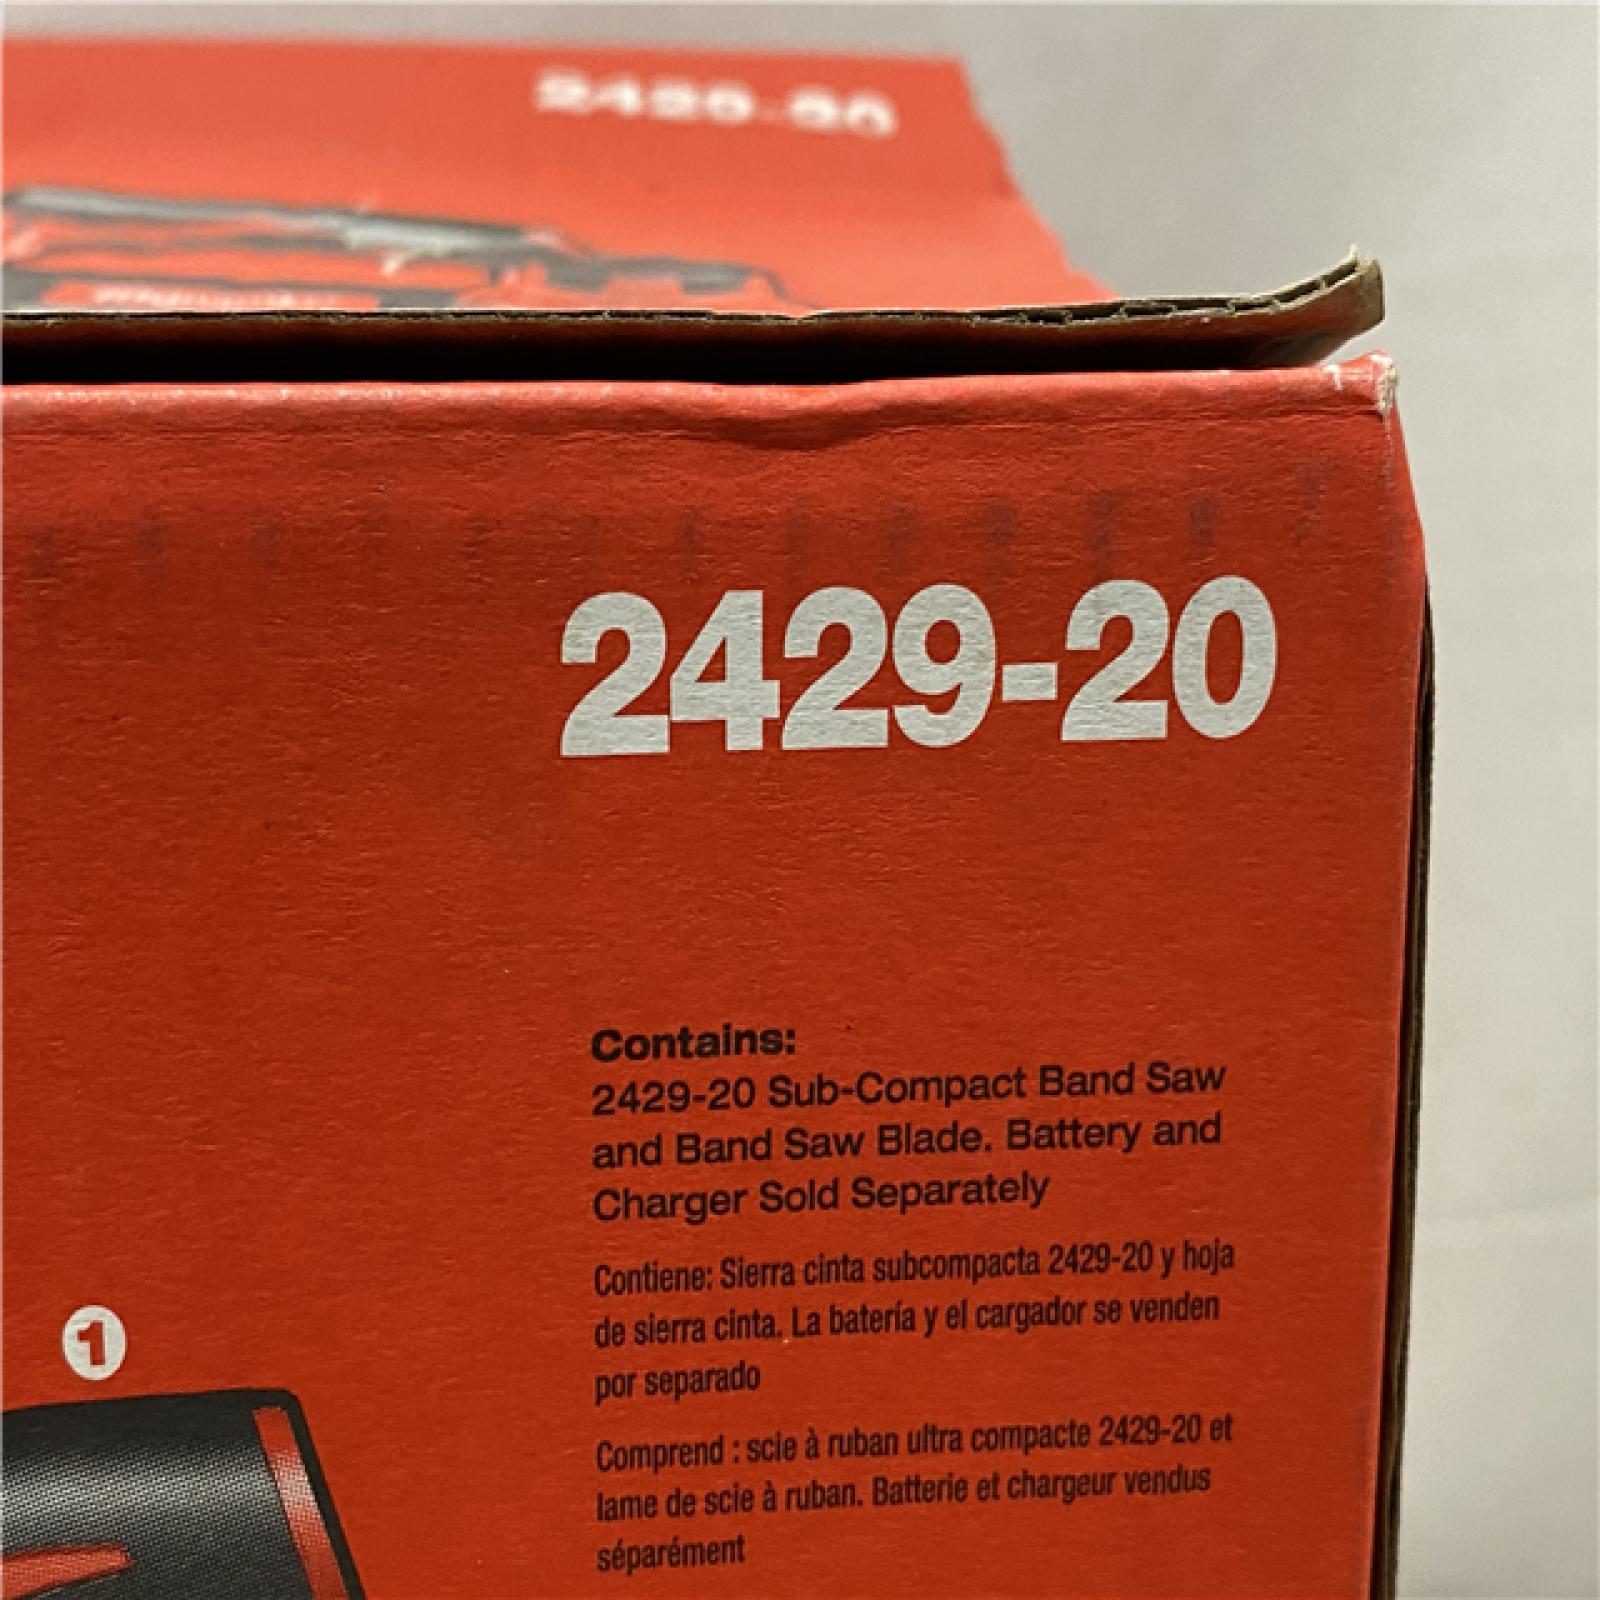 2429-20
2429-20
Contains:
2429-20 Sub-Compact Band Saw
and Band Saw Blade. Battery and
Charger Sold Separately
Contiene: Sierra cinta subcompacta 2429-20 y hoja
de sierra cinta. La batería y el cargador se venden
por separado
Comprend : scie à ruban ultra compacte 2429-20 et
lame de scie à ruban. Batterie et chargeur vendus
séparément
1